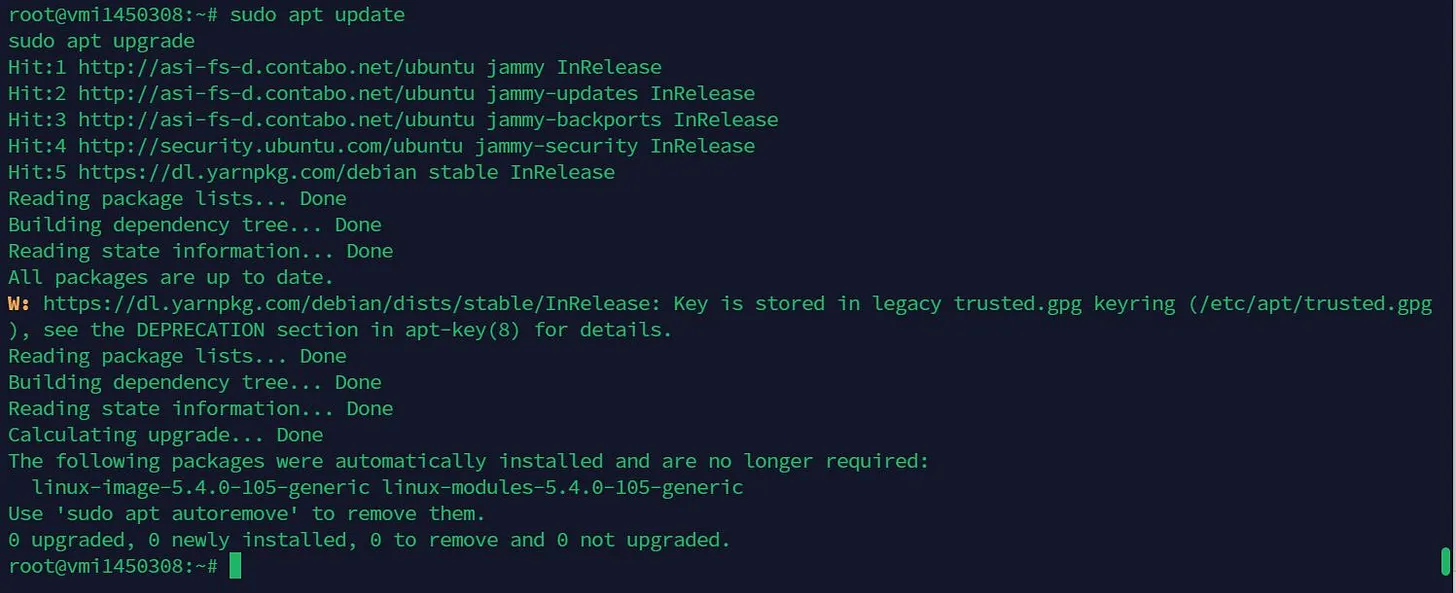 root@vmi1450308:~# sudo apt update
sudo apt upgrade
Hit:1 http://asi-fs-d.contabo.net/ubuntu jammy InRelease
Hit:2 http://asi-fs-d.contabo.net/ubuntu jammy-updates InRelease
Hit:3 http://asi-fs-d.contabo.net/ubuntu jammy-backports InRelease
Hit:4 http://security.ubuntu.com/ubuntu jammy-security InRelease
Hit:5 https://dl.yarnpkg.com/debian stable InRelease
Reading package lists... Done
Building dependency tree... Done
Reading state information... Done
All packages are up to date.
W: https://dl.yarnpkg.com/debian/dists/stable/InRelease: Key is stored in legacy trusted.gpg keyring (/etc/apt/trusted.gpg
), see the DEPRECATION section in apt-key(8) for details.
Reading package lists... Done
Building dependency tree... Done
Reading state information... Done
Calculating upgrade... Done
The following packages were automatically installed and are no longer required:
  linux-image-5.4.0-105-generic linux-modules-5.4.0-105-generic
Use 'sudo apt autoremove' to remove them.
0 upgraded, 0 newly installed, 0 to remove and 0 not upgraded.
root@vmi1450308:~#